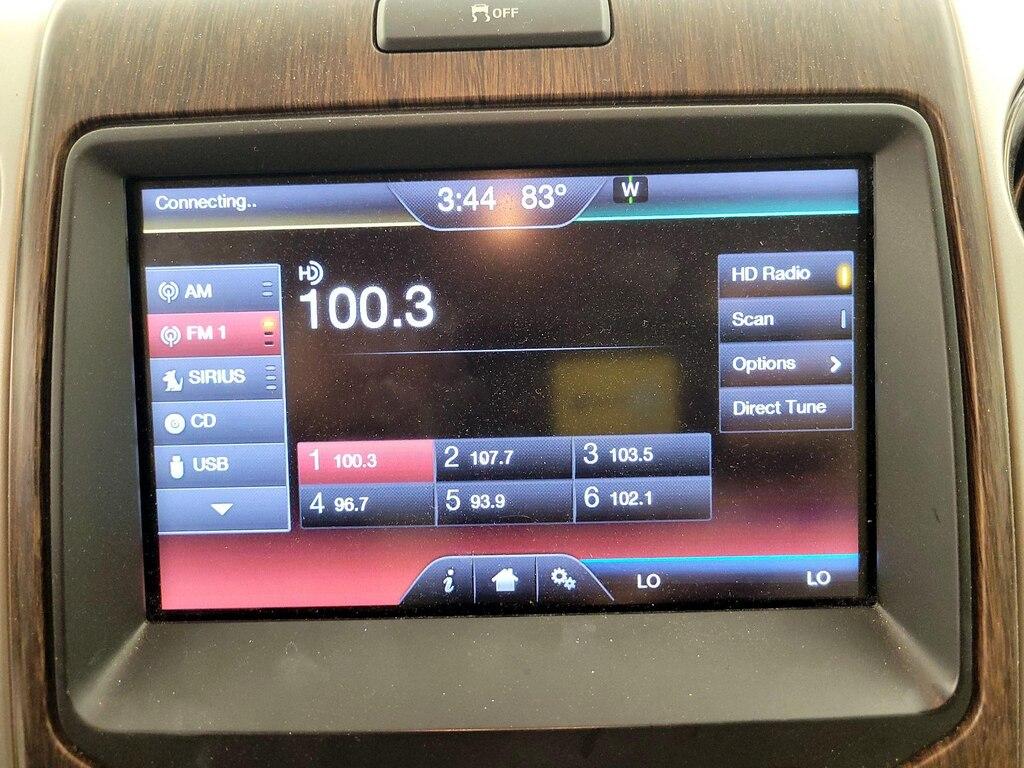 OFF
Connecting..
3:44 83°
W
AM
FM 1
SIRIUS
CD
USB
HD
100.3
HD Radio
Scan
Options
Direct Tune
1 100.3
2 107.7
3 103.5
4 96.7
5 93.9
6 102.1
i
LO
LO